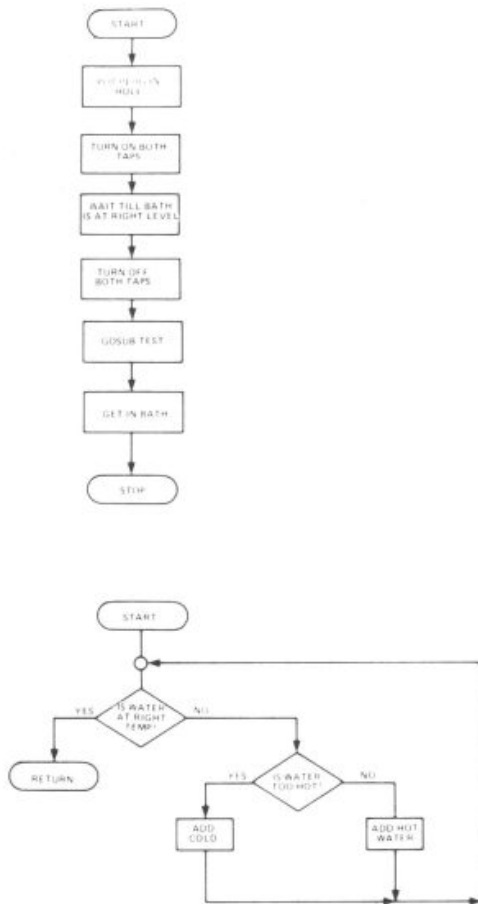 START
IN
HOLE
TURN ON BOTH
TAPS
WAIT TILL BATH
IS AT RIGHT LEVEL
TURN OFF
BOTH TAPS
GOSUB TEST
GET IN BATH
STOP
START
IS WATER
AT RIGHT
TEMP?
YES
NO
RETURN
IS WATER
TOO HOT?
YES
NO
ADD
COLD
ADD HOT
WATER